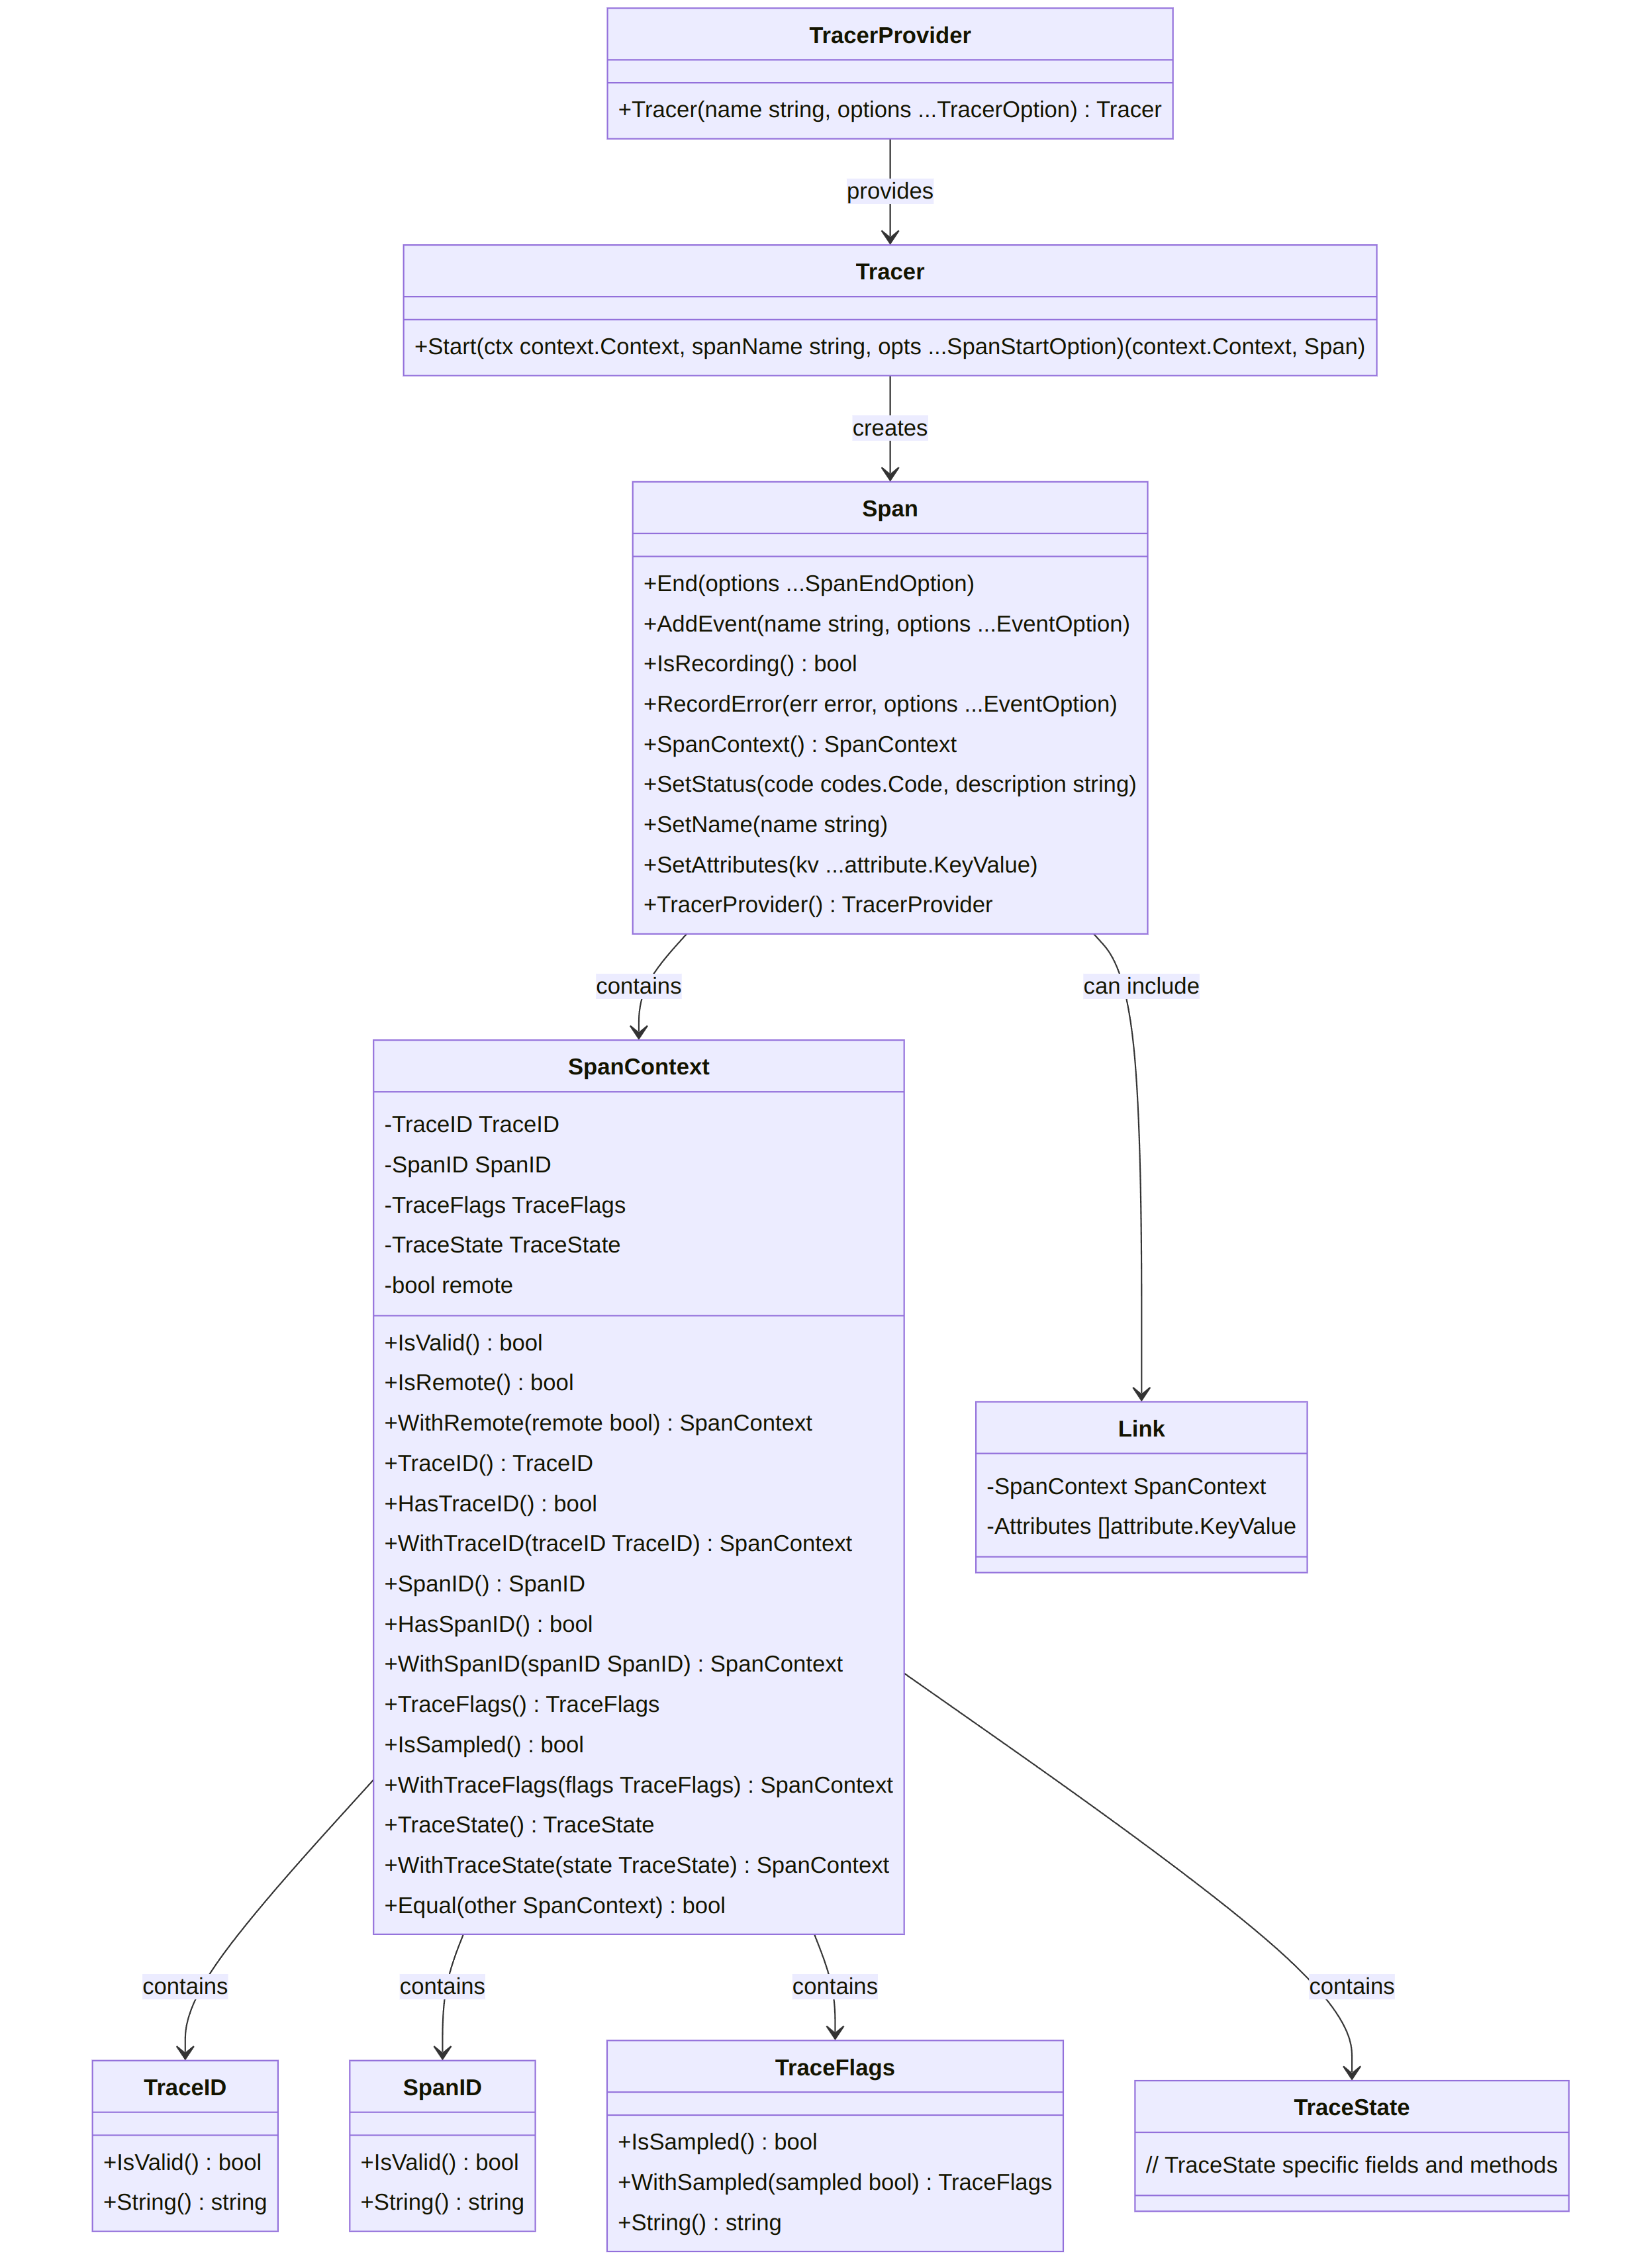 TracerProvider
+Tracer(name string, options ...TracerOption) : Tracer
provides
Tracer
+Start(ctx context.Context, spanName string, opts ...SpanStartOption)(context.Context, Span)
creates
Span
+End(options ...SpanEndOption)
+AddEvent(name string, options ...EventOption)
+IsRecording() : bool
+RecordError(err error, options ...EventOption)
+SpanContext() : SpanContext
+SetStatus(code codes.Code, description string)
+SetName(name string)
+SetAttributes(kv ...attribute.KeyValue)
+TracerProvider() : TracerProvider
contains
can include
SpanContext
-TraceID TraceID
-SpanID SpanID
-TraceFlags TraceFlags
-TraceState TraceState
-bool remote
+IsValid() : bool
+IsRemote() : bool
+WithRemote(remote bool) : SpanContext
+TraceID() : TraceID
+HasTraceID() : bool
+WithTraceID(traceID TraceID) : SpanContext
+SpanID() : SpanID
+HasSpanID() : bool
+WithSpanID(spanID SpanID) : SpanContext
+TraceFlags() : TraceFlags
+IsSampled() : bool
+WithTraceFlags(flags TraceFlags) : SpanContext
+TraceState() : TraceState
+WithTraceState(state TraceState) : SpanContext
+Equal(other SpanContext) : bool
Link
-SpanContext SpanContext
-Attributes []attribute.KeyValue
contains
contains
contains
contains
TraceID
+IsValid() : bool
+String() : string
SpanID
+IsValid() : bool
+String() : string
TraceFlags
+IsSampled() : bool
+WithSampled(sampled bool) : TraceFlags
+String() : string
TraceState
// TraceState specific fields and methods